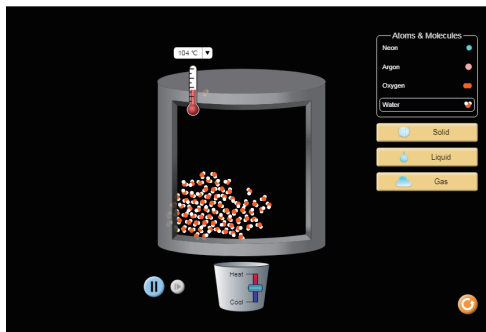 104 °C
Atoms & Molecules
Neon
Argon
Oxygen
Water
Solid
Liquid
Gas
Heat
Cool